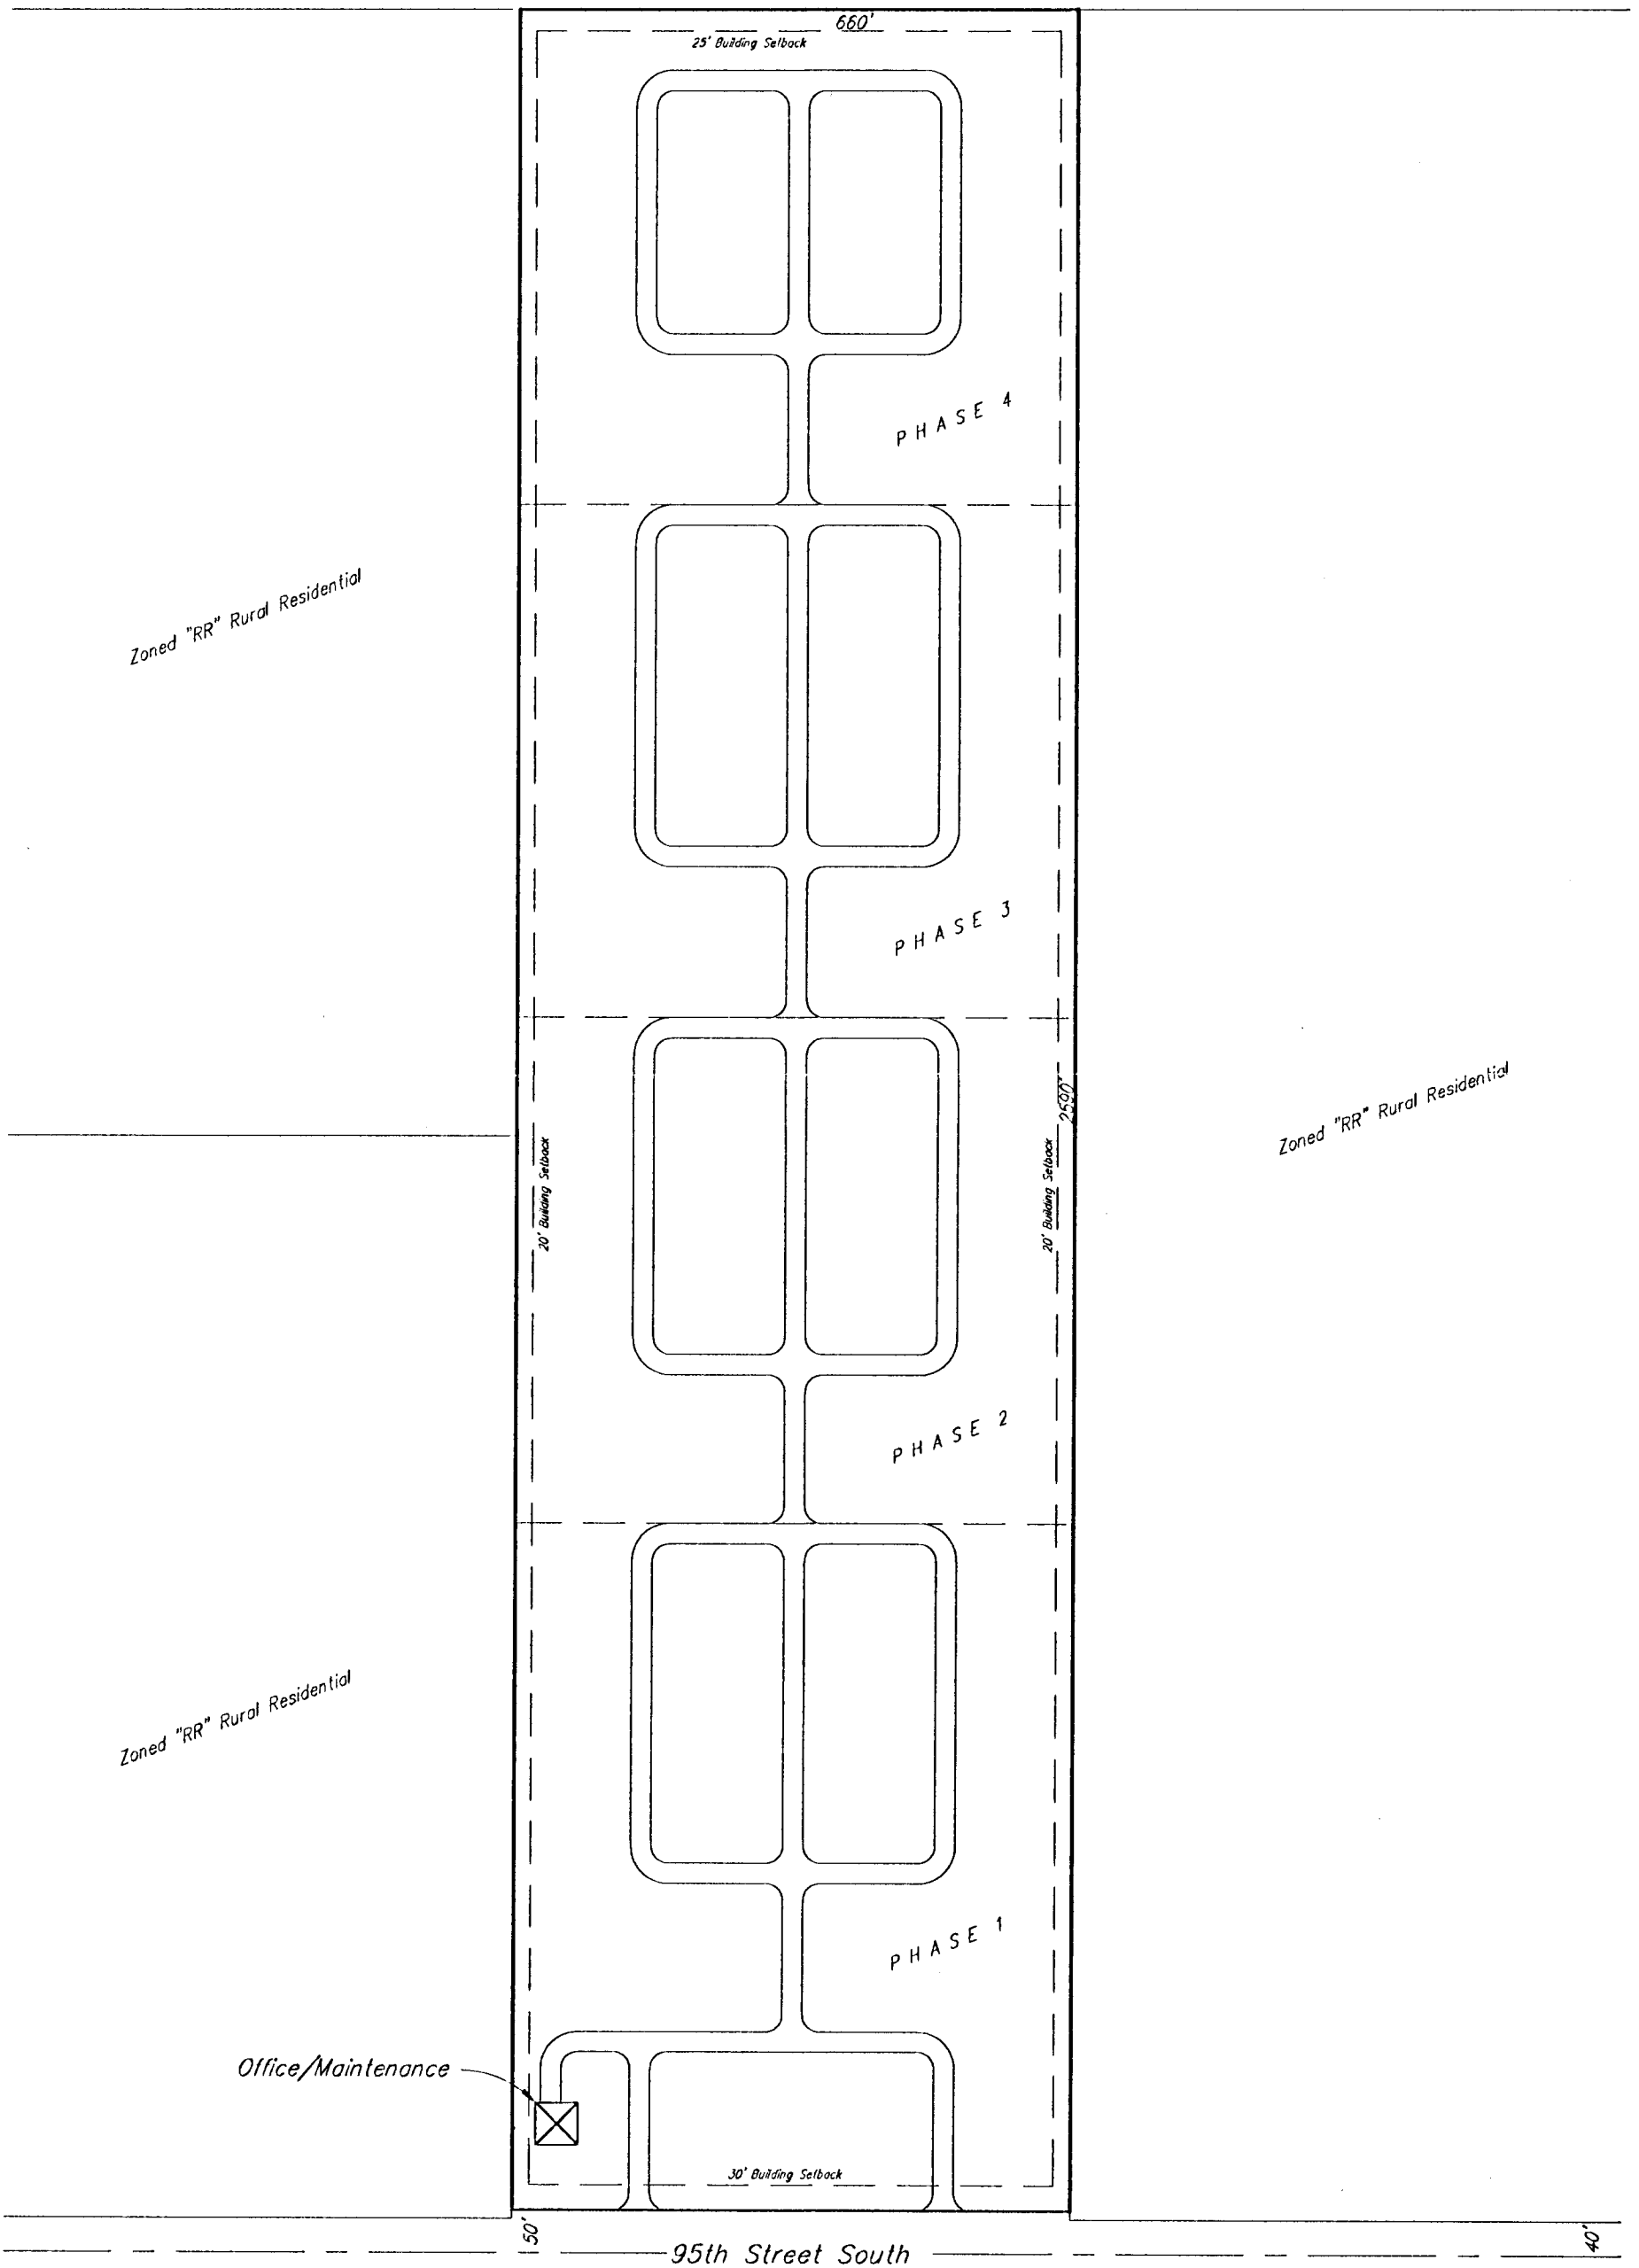 660'
25' Building Setback
PHASE 4
Zoned "RR" Rural Residential
PHASE 3
Zoned "RR" Rural Residential
2590'
20' Building Setback
20' Building Setback
PHASE 2
Zoned "RR" Rural Residential
PHASE 1
Office/Maintenance
30' Building Setback
50'
40'
95th Street South